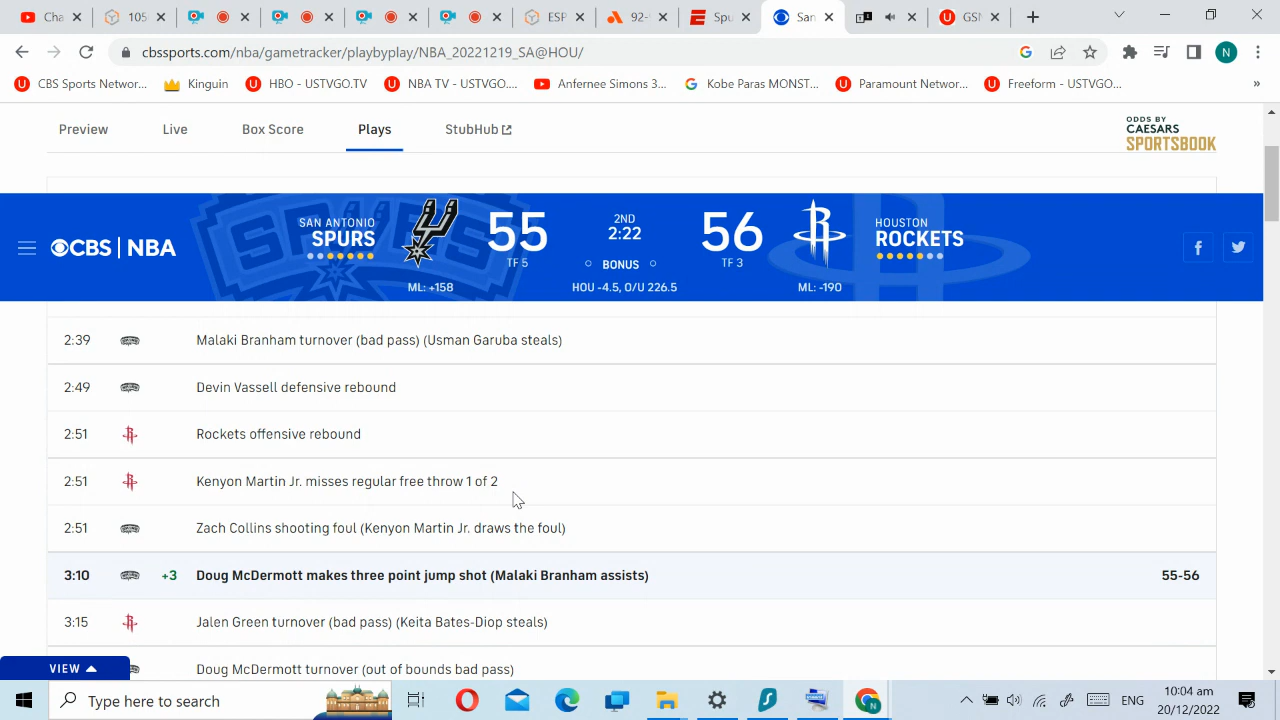 Cha
105
ESP
92-
Spu
San
GSN
cbssports.com/nba/gametracker/playbyplay/NBA_20221219_SA@HOU/
N
CBS Sports Networ...
Kinguin
HBO - USTVGO.TV
NBA TV - USTVGO....
Anfernee Simons 3...
Kobe Paras MONST...
Paramount Networ...
Freeform - USTVGO...
»
Preview
Live
Box Score
Plays
StubHub
ODDS BY
CAESARS
SPORTSBOOK
CBS | NBA
SAN ANTONIO
SPURS
55
TF 5
ML: +158
2ND
2:22
BONUS
HOU -4.5, O/U 226.5
56
TF 3
HOUSTON
ROCKETS
ML: -190
2:39 Malaki Branham turnover (bad pass) (Usman Garuba steals)
2:49 Devin Vassell defensive rebound
2:51 Rockets offensive rebound
2:51 Kenyon Martin Jr. misses regular free throw 1 of 2
2:51 Zach Collins shooting foul (Kenyon Martin Jr. draws the foul)
3:10 +3 Doug McDermott makes three point jump shot (Malaki Branham assists) 55-56
3:15 Jalen Green turnover (bad pass) (Keita Bates-Diop steals)
Doug McDermott turnover (out of bounds bad pass)
VIEW
Type here to search
ENG
10:04 am
20/12/2022